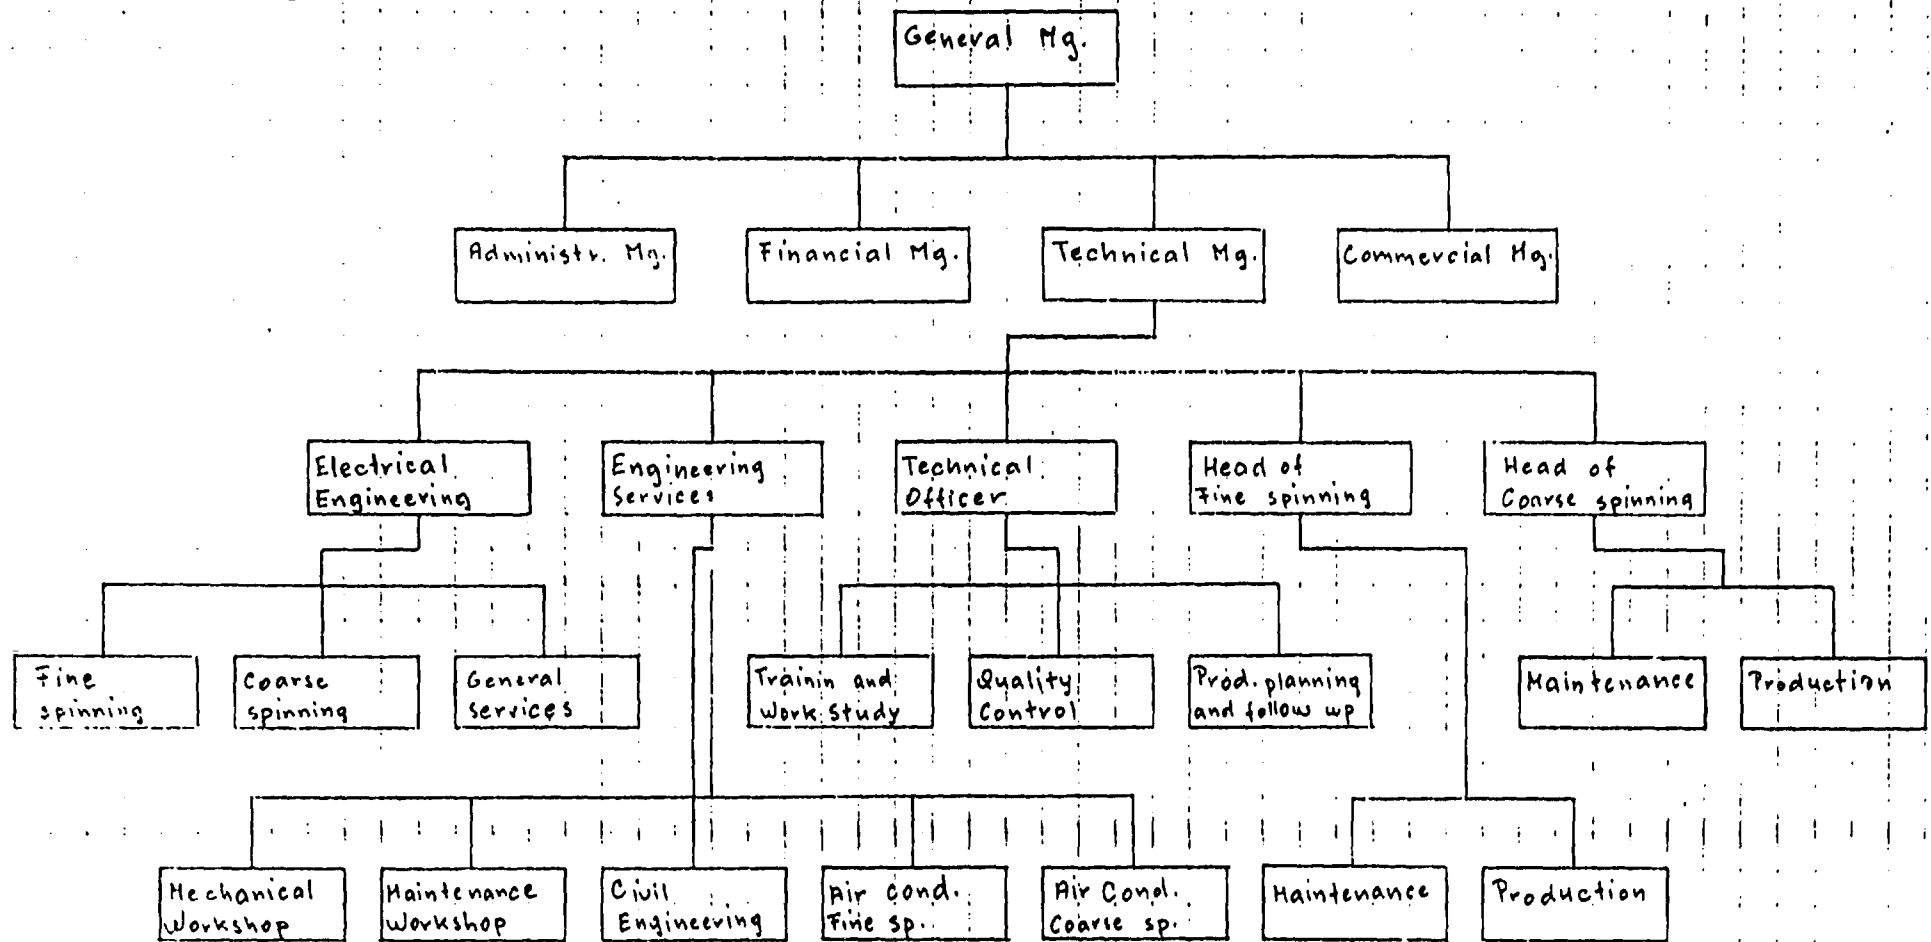 General Mg.
Administr. Mg.
Financial Mg.
Technical Mg.
Commercial Mg.
Electrical
Engineering
Engineering
Services
Technical
Officer
Head of
Fine spinning
Head of
Coarse spinning
Fine
spinning
Coarse
spinning
General
services
Trainin and
Work Study
Quality
Control
Prod. planning
and follow up
Maintenance
Production
Mechanical
Workshop
Maintenance
Workshop
Civil
Engineering
Air cond.
Fine sp.
Air Cond.
Coarse sp.
Maintenance
Production